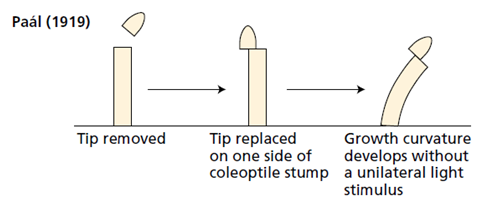 Paál (1919)
Tip removed
Tip replaced
on one side of
coleoptile stump
Growth curvature
develops without
a unilateral light
stimulus